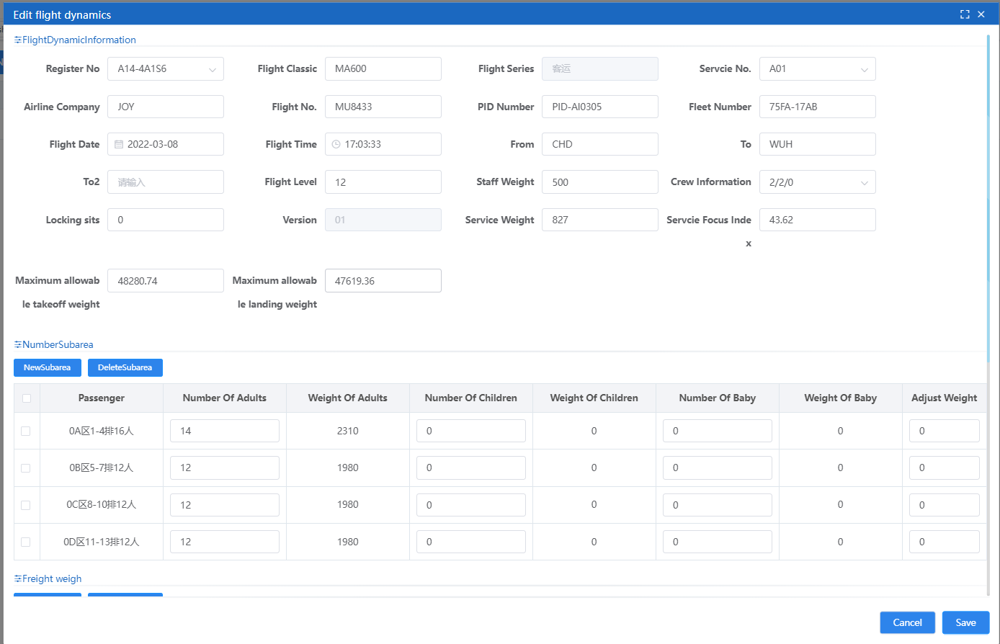 Edit flight dynamics
FlightDynamicInformation
Register No A14-4A1S6 Flight Classic MA600 Flight Series 客运 Servcie No. A01
Airline Company JOY Flight No. MU8433 PID Number PID-AI0305 Fleet Number 75FA-17AB
Flight Date 2022-03-08 Flight Time 17:03:33 From CHD To WUH
To2 请输入 Flight Level 12 Staff Weight 500 Crew Information 2/2/0
Locking sits 0 Version 01 Service Weight 827 Servcie Focus Inde 43.62
x
Maximum allowab 48280.74 Maximum allowab 47619.36
le takeoff weight le landing weight
NumberSubarea
NewSubarea DeleteSubarea
Passenger Number Of Adults Weight Of Adults Number Of Children Weight Of Children Number Of Baby Weight Of Baby Adjust Weight
0A区1-4排16人 14 2310 0 0 0 0 0
0B区5-7排12人 12 1980 0 0 0 0 0
0C区8-10排12人 12 1980 0 0 0 0 0
0D区11-13排12人 12 1980 0 0 0 0 0
Freight weigh
Cancel Save